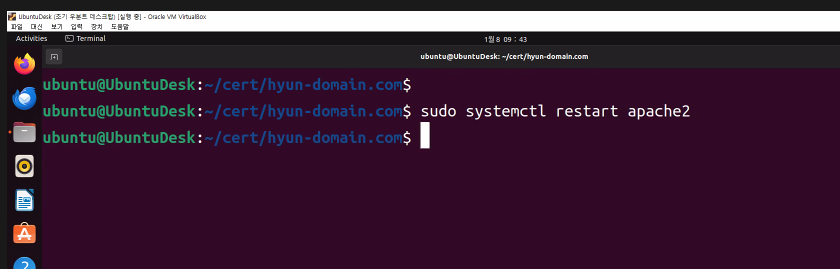 UbuntuDesk (초기 우분트 데스크탑) [실행 중] - Oracle VM VirtualBox
파일 머신 보기 입력 장치 도움말
Activities Terminal 1월 8 09 : 43
ubuntu@UbuntuDesk: ~/cert/hyun-domain.com
ubuntu@UbuntuDesk:~/cert/hyun-domain.com$
ubuntu@UbuntuDesk:~/cert/hyun-domain.com$ sudo systemctl restart apache2
ubuntu@UbuntuDesk:~/cert/hyun-domain.com$